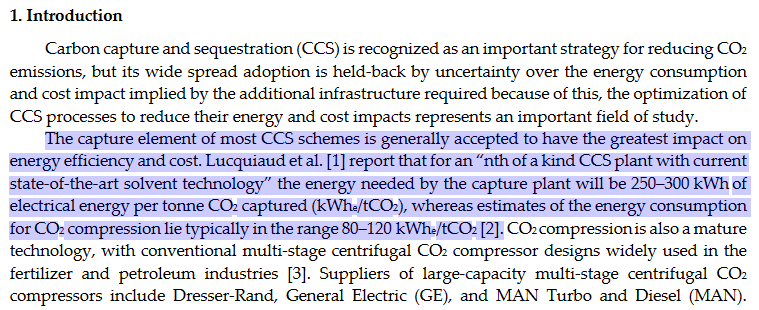 1. Introduction
Carbon capture and sequestration (CCS) is recognized as an important strategy for reducing CO₂
emissions, but its wide spread adoption is held-back by uncertainty over the energy consumption
and cost impact implied by the additional infrastructure required because of this, the optimization of
CCS processes to reduce their energy and cost impacts represents an important field of study.
The capture element of most CCS schemes is generally accepted to have the greatest impact on
energy efficiency and cost. Lucquiaud et al. [1] report that for an “nth of a kind CCS plant with current
state-of-the-art solvent technology” the energy needed by the capture plant will be 250–300 kWh of
electrical energy per tonne CO₂ captured (kWhₑ/tCO₂), whereas estimates of the energy consumption
for CO₂ compression lie typically in the range 80–120 kWhₑ/tCO₂ [2]. CO₂ compression is also a mature
technology, with conventional multi-stage centrifugal CO₂ compressor designs widely used in the
fertilizer and petroleum industries [3]. Suppliers of large-capacity multi-stage centrifugal CO₂
compressors include Dresser-Rand, General Electric (GE), and MAN Turbo and Diesel (MAN).